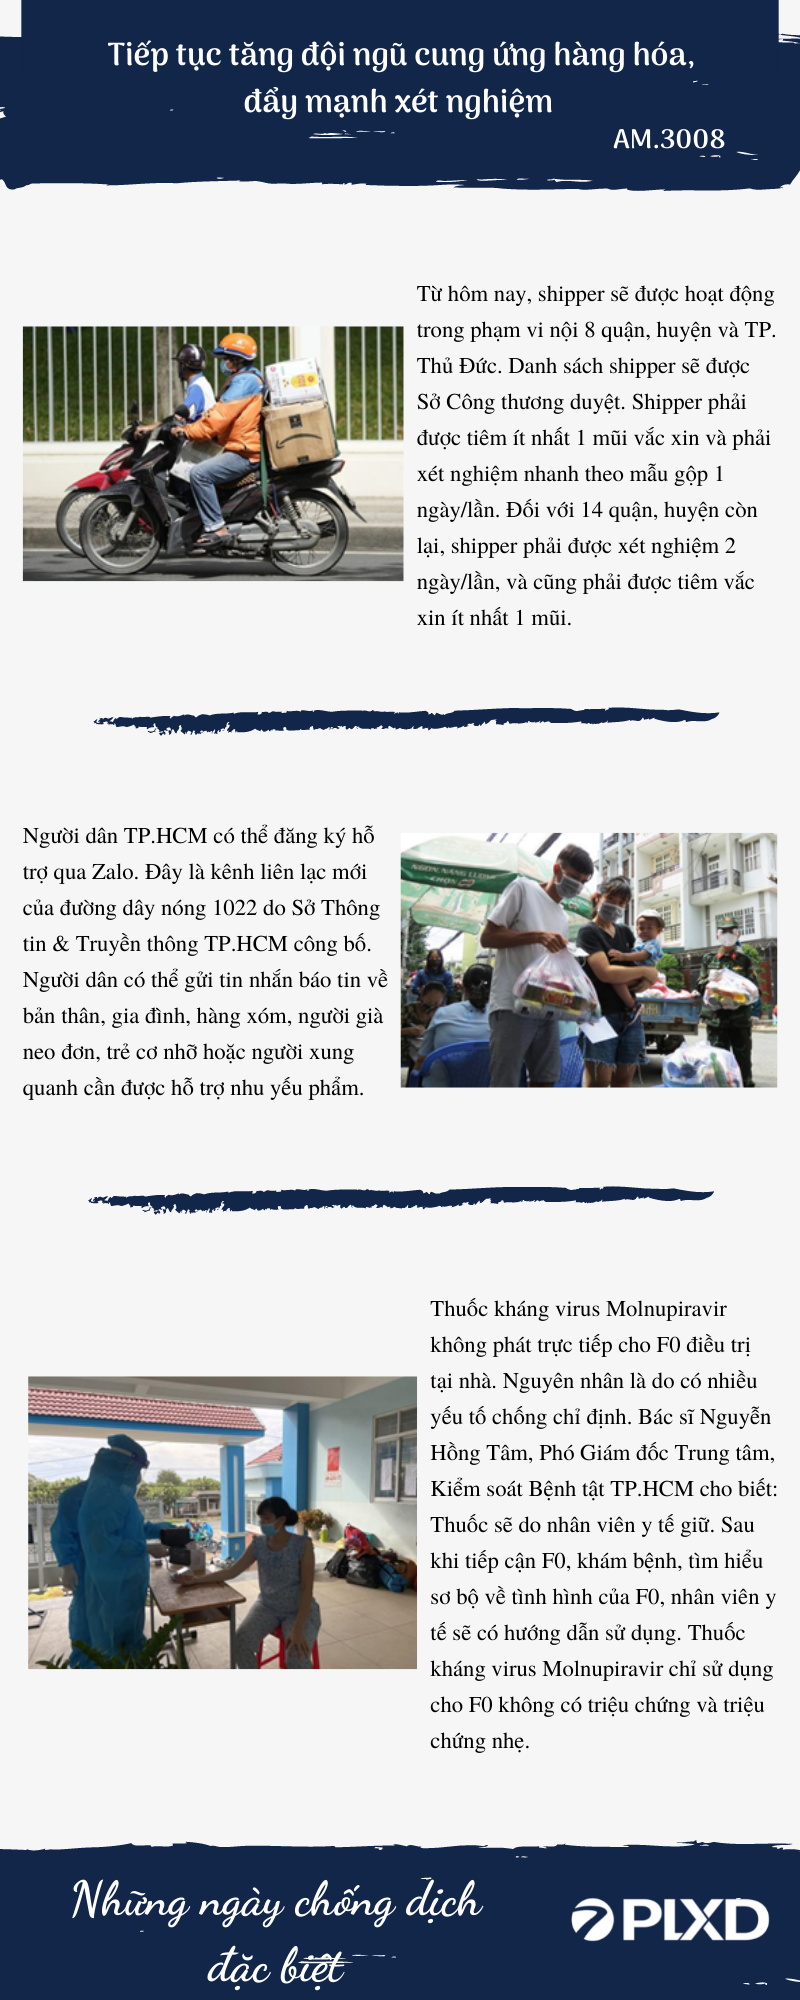 Tiếp tục tăng đội ngũ cung ứng hàng hóa,
đẩy mạnh xét nghiệm
AM.3008
Từ hôm nay, shipper sẽ được hoạt động
trong phạm vi nội 8 quận, huyện và TP.
Thủ Đức. Danh sách shipper sẽ được
Sở Công thương duyệt. Shipper phải
được tiêm ít nhất 1 mũi vắc xin và phải
xét nghiệm nhanh theo mẫu gộp 1
ngày/lần. Đối với 14 quận, huyện còn
lại, shipper phải được xét nghiệm 2
ngày/lần, và cũng phải được tiêm vắc
xin ít nhất 1 mũi.
Người dân TP.HCM có thể đăng ký hỗ
trợ qua Zalo. Đây là kênh liên lạc mới
của đường dây nóng 1022 do Sở Thông
tin & Truyền thông TP.HCM công bố.
Người dân có thể gửi tin nhắn báo tin về
bản thân, gia đình, hàng xóm, người già
neo đơn, trẻ cơ nhỡ hoặc người xung
quanh cần được hỗ trợ nhu yếu phẩm.
NGON, NĂNG LƯỢNG
CHỌN
Thuốc kháng virus Molnupiravir
không phát trực tiếp cho F0 điều trị
tại nhà. Nguyên nhân là do có nhiều
yếu tố chống chỉ định. Bác sĩ Nguyễn
Hồng Tâm, Phó Giám đốc Trung tâm,
Kiểm soát Bệnh tật TP.HCM cho biết:
Thuốc sẽ do nhân viên y tế giữ. Sau
khi tiếp cận F0, khám bệnh, tìm hiểu
sơ bộ về tình hình của F0, nhân viên y
tế sẽ có hướng dẫn sử dụng. Thuốc
kháng virus Molnupiravir chỉ sử dụng
cho F0 không có triệu chứng và triệu
chứng nhẹ.
Những ngày chống dịch
đặc biệt
PLXD